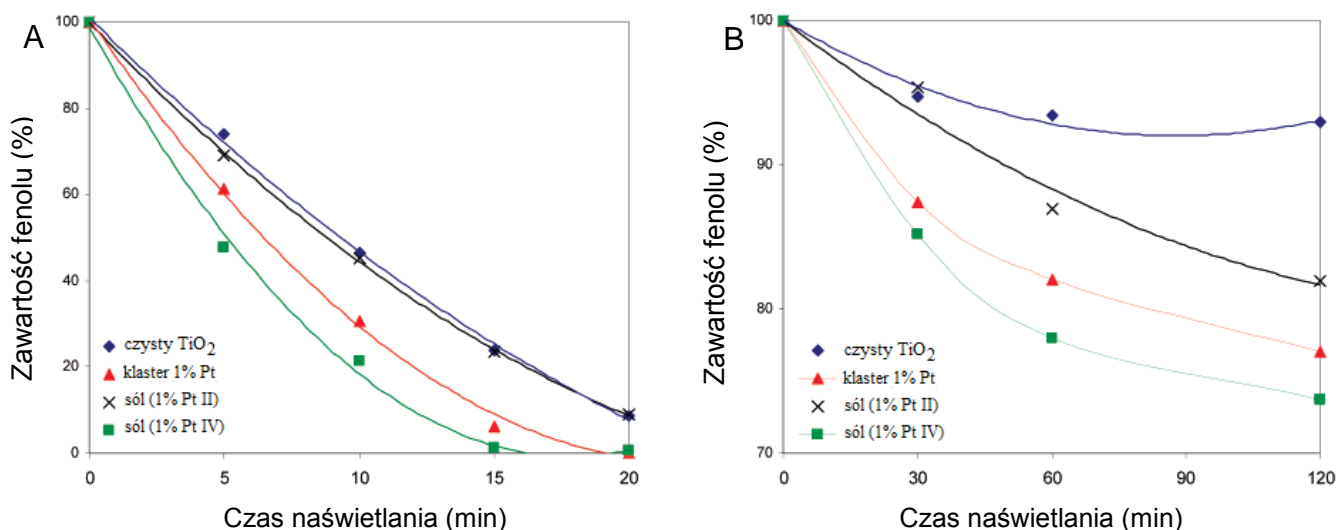 A
Zawartość fenolu (%)
100
80
60
40
20
0
czysty TiO2
klaster 1% Pt
sól (1% Pt II)
sól (1% Pt IV)
0 5 10 15 20
Czas naświetlania (min)
B
Zawartość fenolu (%)
100
90
80
70
czysty TiO2
klaster 1% Pt
sól (1% Pt II)
sól (1% Pt IV)
0 30 60 90 120
Czas naświetlania (min)